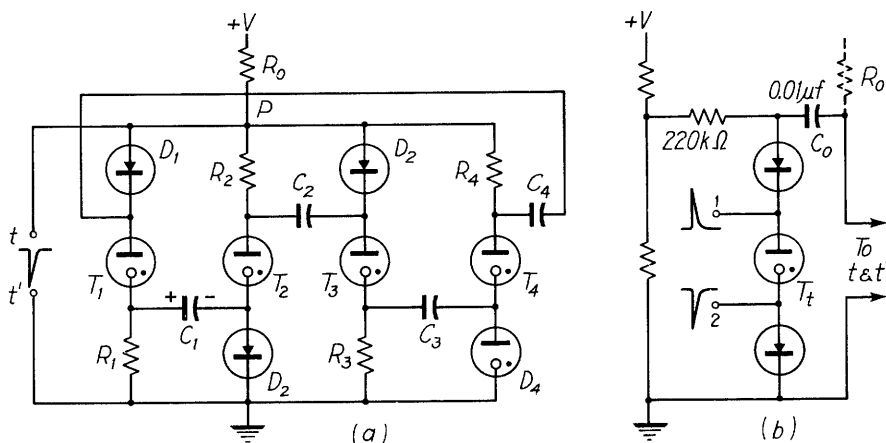 +V
R₀
P
D₁
R₂
D₂
R₄
C₂
C₄
t
t'
T₁
T₂
T₃
T₄
+ −
C₁
C₃
R₁
D₂
R₃
D₄
(a)
+V
R₀
0.01µf
220kΩ
C₀
1
To
t & t'
T_t
2
(b)